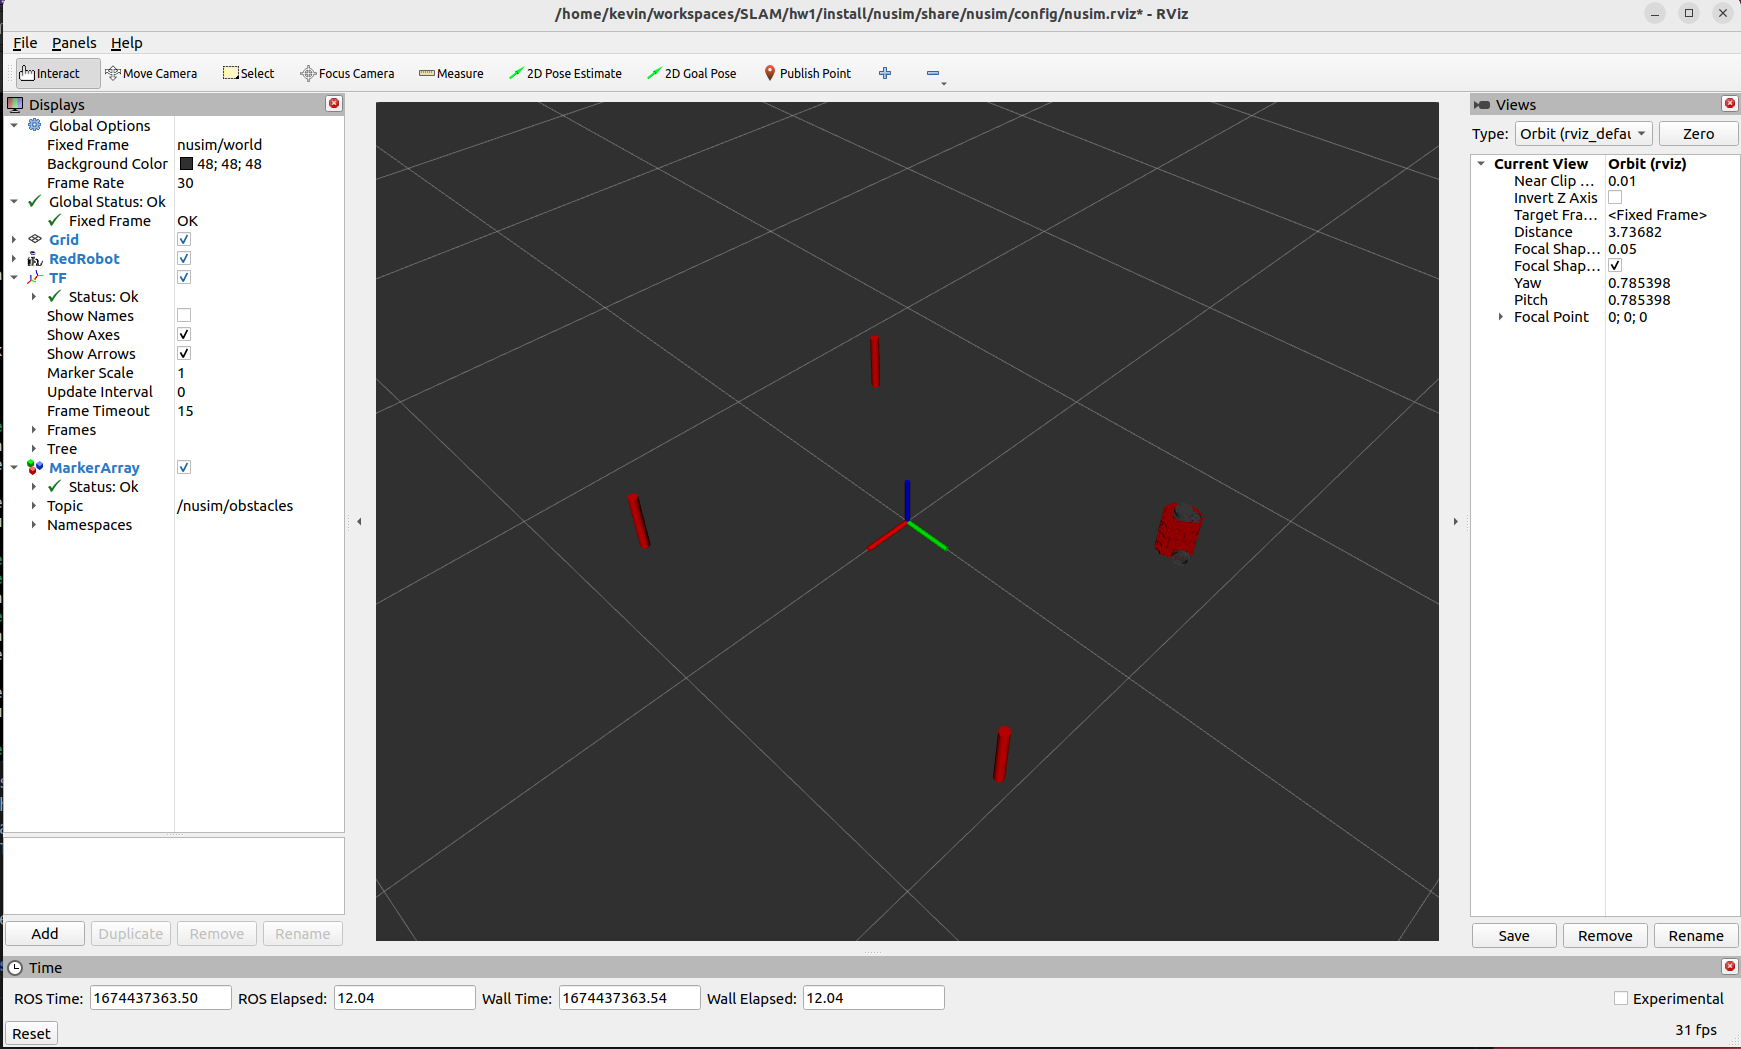 /home/kevin/workspaces/SLAM/hw1/install/nusim/share/nusim/config/nusim.rviz* - RViz
File Panels Help
Interact Move Camera Select Focus Camera Measure 2D Pose Estimate 2D Goal Pose Publish Point
Displays
Global Options
Fixed Frame nusim/world
Background Color 48; 48; 48
Frame Rate 30
Global Status: Ok
Fixed Frame OK
Grid
RedRobot
TF
Status: Ok
Show Names
Show Axes
Show Arrows
Marker Scale 1
Update Interval 0
Frame Timeout 15
Frames
Tree
MarkerArray
Status: Ok
Topic /nusim/obstacles
Namespaces
Add Duplicate Remove Rename
Views
Type: Orbit (rviz_defau Zero
Current View Orbit (rviz)
Near Clip ... 0.01
Invert Z Axis
Target Fra... <Fixed Frame>
Distance 3.73682
Focal Shap... 0.05
Focal Shap...
Yaw 0.785398
Pitch 0.785398
Focal Point 0; 0; 0
Save Remove Rename
Time
ROS Time: 1674437363.50 ROS Elapsed: 12.04 Wall Time: 1674437363.54 Wall Elapsed: 12.04 Experimental
Reset 31 fps